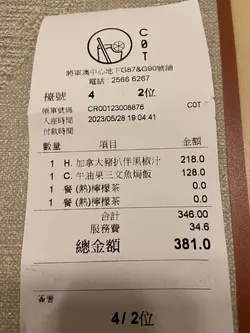 COT
將軍澳中心地下G87&G90號舖
電話：2566 6267
檯號 4 2位
帳單號碼 CR00123008876 COT
入座時間 2023/05/28 19:04:41
付款時間
數量 項目 金額
1 H. 加拿大豬扒伴黑椒汁 218.0
1 C. 牛油果三文魚焗飯 128.0
1 餐 (熱)檸檬茶 0.0
1 餐 (熱)檸檬茶 0.0
合計 346.00
服務費 34.6
總金額 381.0
4/2位